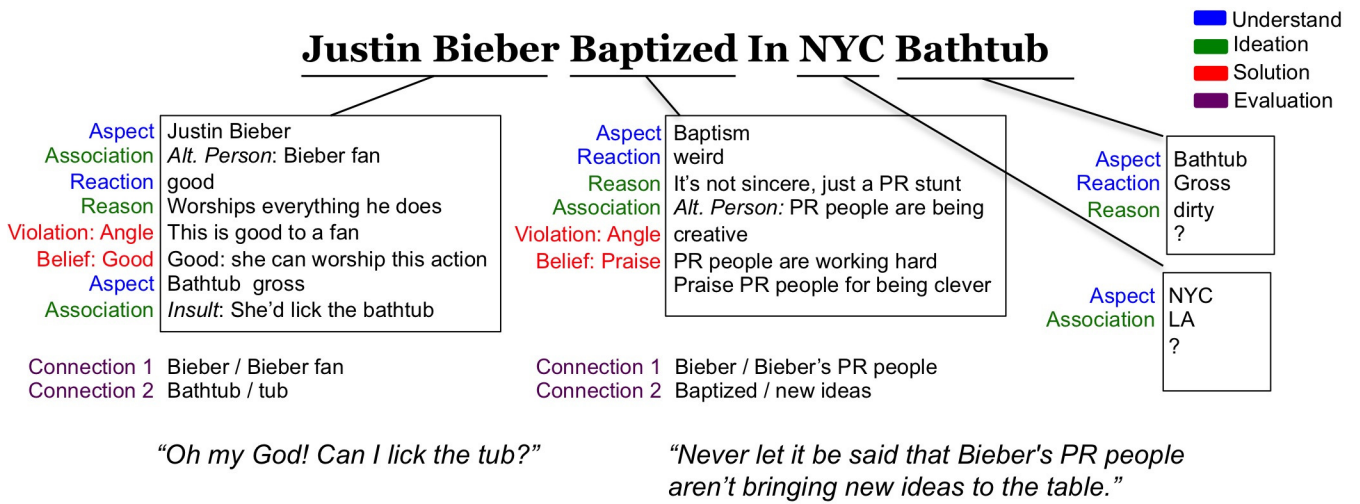 Understand
Ideation
Solution
Evaluation
Justin Bieber Baptized In NYC Bathtub
Aspect Justin Bieber
Association Alt. Person: Bieber fan
Reaction good
Reason Worships everything he does
Violation: Angle This is good to a fan
Belief: Good Good: she can worship this action
Aspect Bathtub gross
Association Insult: She'd lick the bathtub
Connection 1 Bieber / Bieber fan
Connection 2 Bathtub / tub
“Oh my God! Can I lick the tub?”
Aspect Baptism
Reaction weird
Reason It's not sincere, just a PR stunt
Association Alt. Person: PR people are being
Violation: Angle creative
Belief: Praise PR people are working hard
Praise PR people for being clever
Connection 1 Bieber / Bieber's PR people
Connection 2 Baptized / new ideas
“Never let it be said that Bieber's PR people
aren't bringing new ideas to the table.”
Aspect Bathtub
Reaction Gross
Reason dirty
?
Aspect NYC
Association LA
?